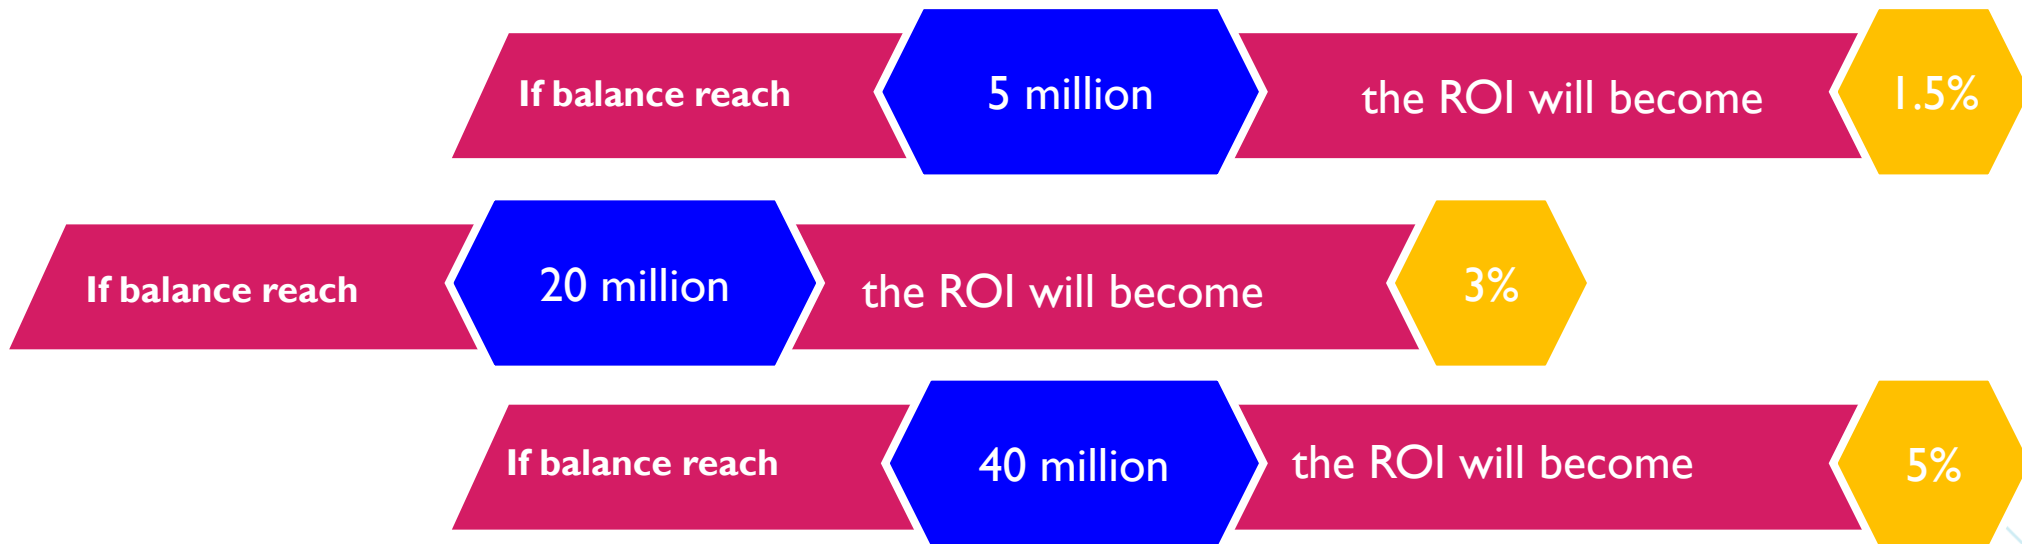 If balance reach 5 million the ROI will become 1.5%
If balance reach 20 million the ROI will become 3%
If balance reach 40 million the ROI will become 5%